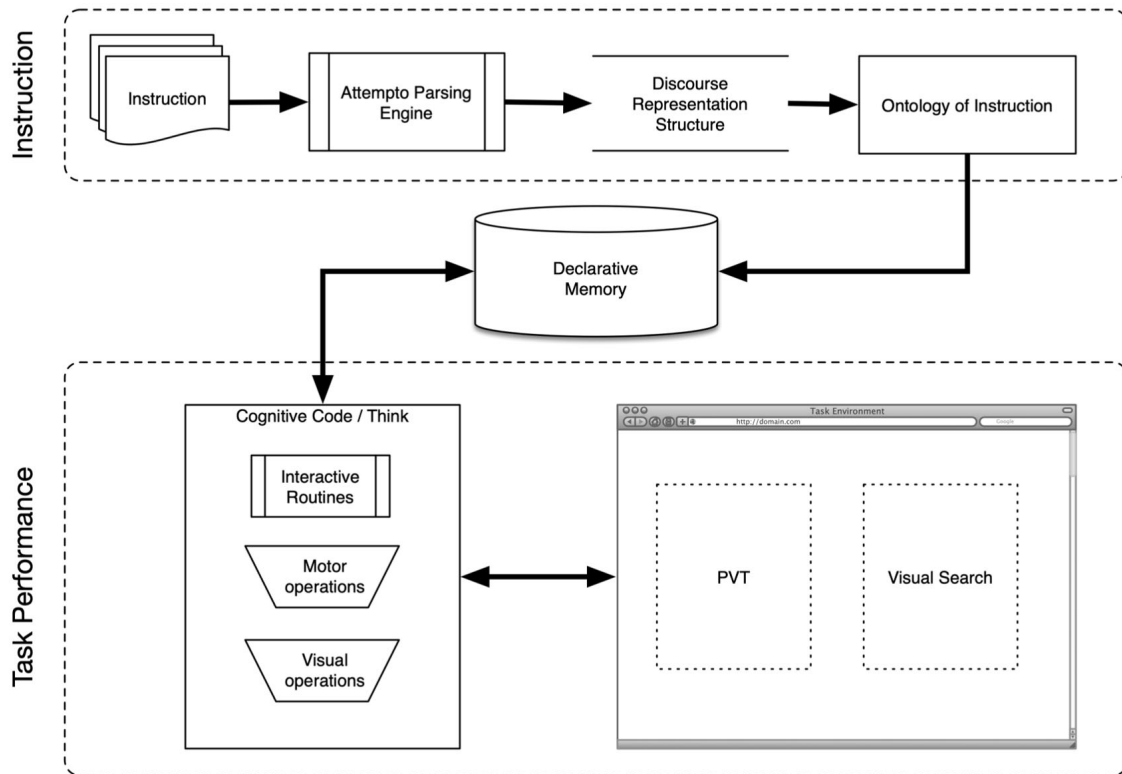 Instruction
Instruction
Attempto Parsing
Engine
Discourse
Representation
Structure
Ontology of Instruction
Declarative
Memory
Task Performance
Cognitive Code / Think
Interactive
Routines
Motor
operations
Visual
operations
Task Environment
http://domain.com
Google
PVT
Visual Search